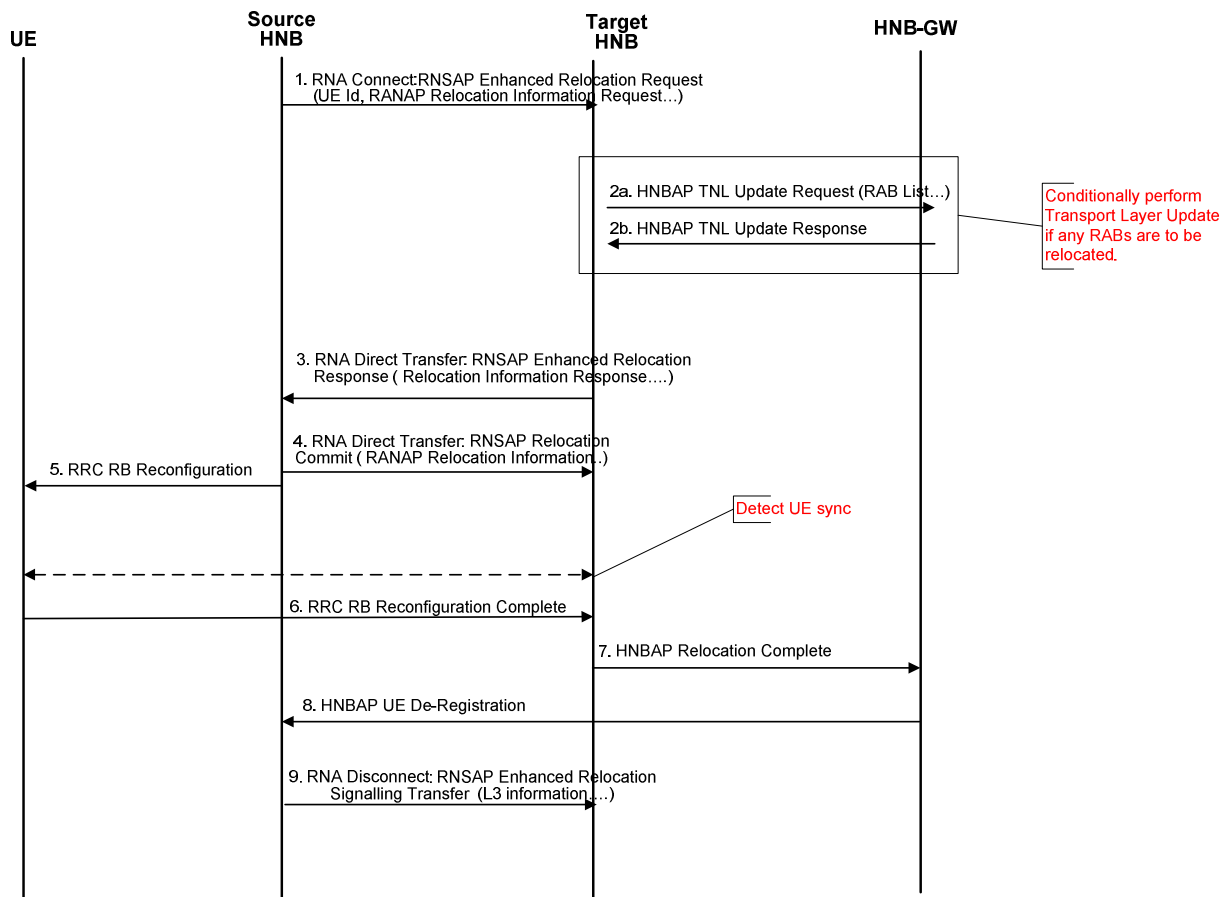 UE
Source
HNB
Target
HNB
HNB-GW
1. RNA Connect:RNSAP Enhanced Relocation Request
(UE Id, RANAP Relocation Information Request…)
2a. HNBAP TNL Update Request (RAB List…)
2b. HNBAP TNL Update Response
Conditionally perform
Transport Layer Update
if any RABs are to be
relocated.
3. RNA Direct Transfer: RNSAP Enhanced Relocation
Response ( Relocation Information Response….)
4. RNA Direct Transfer: RNSAP Relocation
Commit ( RANAP Relocation Information..)
5. RRC RB Reconfiguration
Detect UE sync
6. RRC RB Reconfiguration Complete
7. HNBAP Relocation Complete
8. HNBAP UE De-Registration
9. RNA Disconnect: RNSAP Enhanced Relocation
Signalling Transfer (L3 information….)